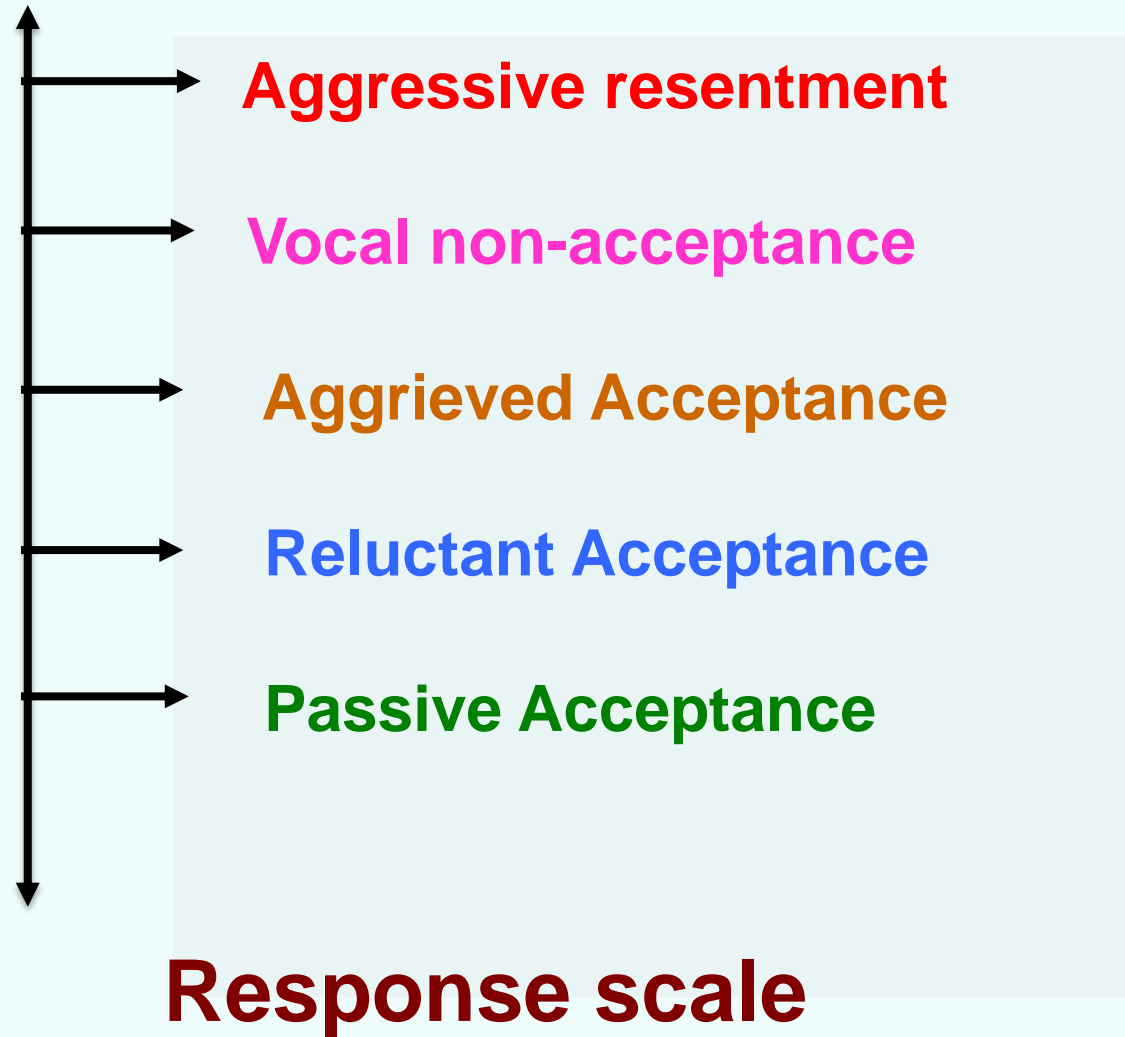 Aggressive resentment
Vocal non-acceptance
Aggrieved Acceptance
Reluctant Acceptance
Passive Acceptance
Response scale